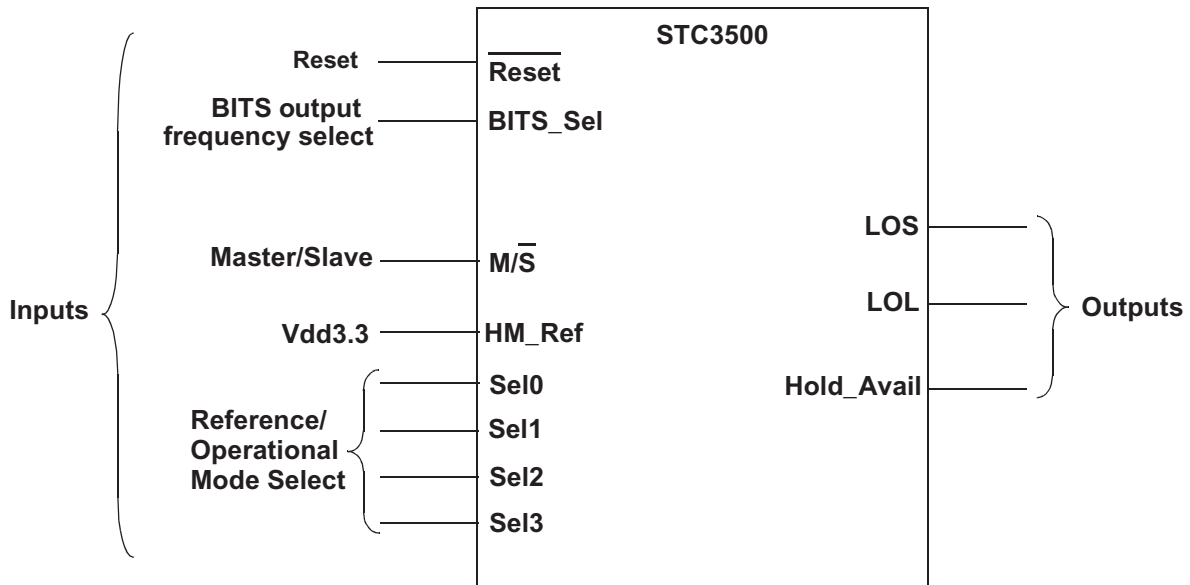 STC3500
Reset
R̅e̅s̅e̅t̅
BITS output
frequency select
BITS_Sel
Master/Slave
M/S̅
Inputs
Vdd3.3
HM_Ref
Reference/
Operational
Mode Select
Sel0
Sel1
Sel2
Sel3
LOS
LOL
Hold_Avail
Outputs